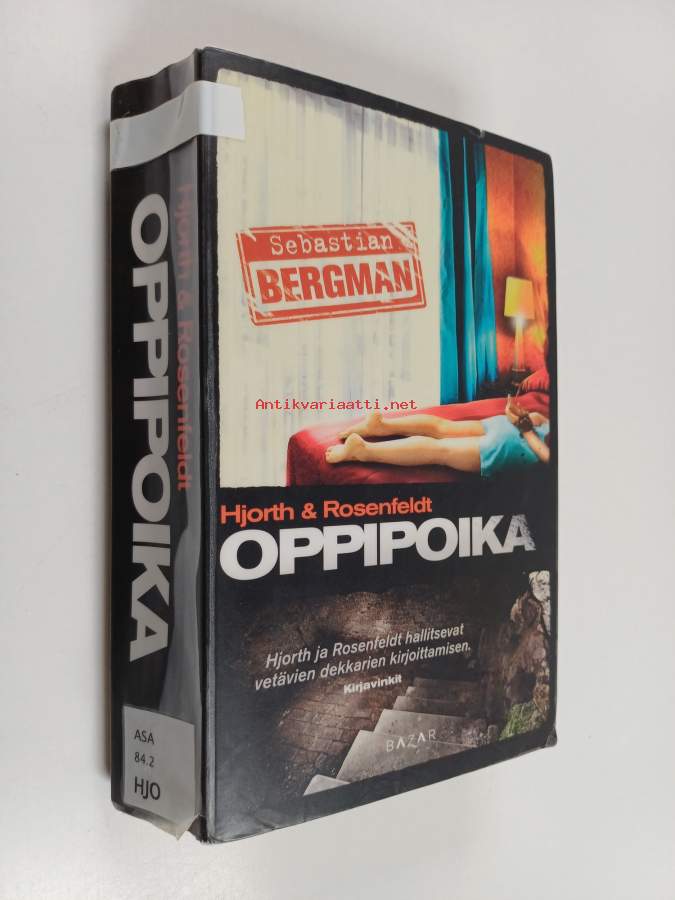 Hjorth & Rosenfeldt
OPPIPOIKA
ASA
84.2
HJO
Sebastian
BERGMAN
Antikvariaatti.net
Hjorth & Rosenfeldt
OPPIPOIKA
Hjorth ja Rosenfeldt hallitsevat
vetävien dekkarien kirjoittamisen.
Kirjavinkit
BAZAR